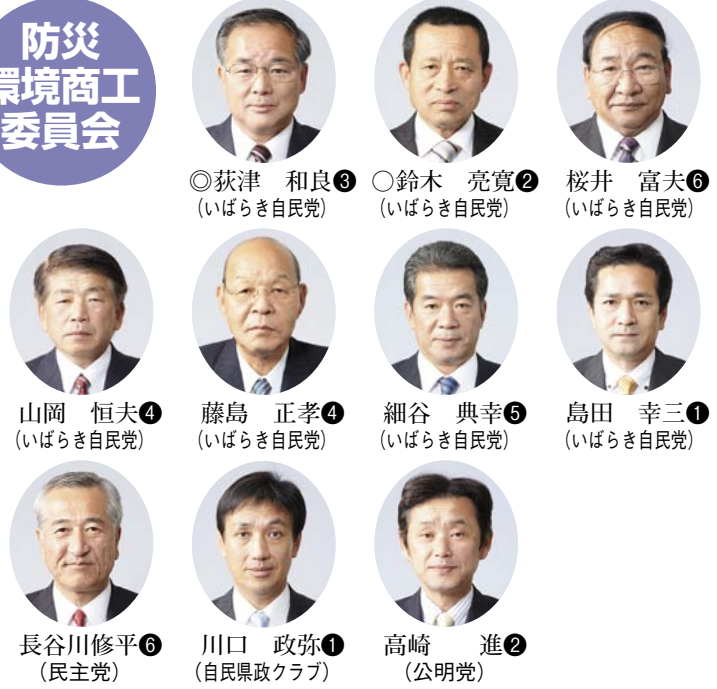 防災
環境商工
委員会
◎荻津 和良❸ ○鈴木 亮寛❷ 桜井 富夫❻
(いばらき自民党) (いばらき自民党) (いばらき自民党)
山岡 恒夫❹ 藤島 正孝❹ 細谷 典幸❺ 島田 幸三❶
(いばらき自民党) (いばらき自民党) (いばらき自民党) (いばらき自民党)
長谷川修平❻ 川口 政弥❶ 高崎 進❷
(民主党) (自民県政クラブ) (公明党)